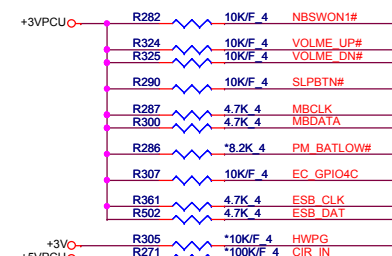 +3VPCU R282 10K/F_4 NBSWON1#
R324 10K/F_4 VOLME_UP#
R325 10K/F_4 VOLME_DN#
R290 10K/F_4 SLPBTN#
R287 4.7K_4 MBCLK
R300 4.7K_4 MBDATA
R286 *8.2K_4 PM_BATLOW#
R307 10K/F_4 EC_GPIO4C
R361 4.7K_4 ESB_CLK
R502 4.7K_4 ESB_DAT
+3V R305 *10K/F_4 HWPG
+5VPCU R271 *100K/F_4 CIR_IN